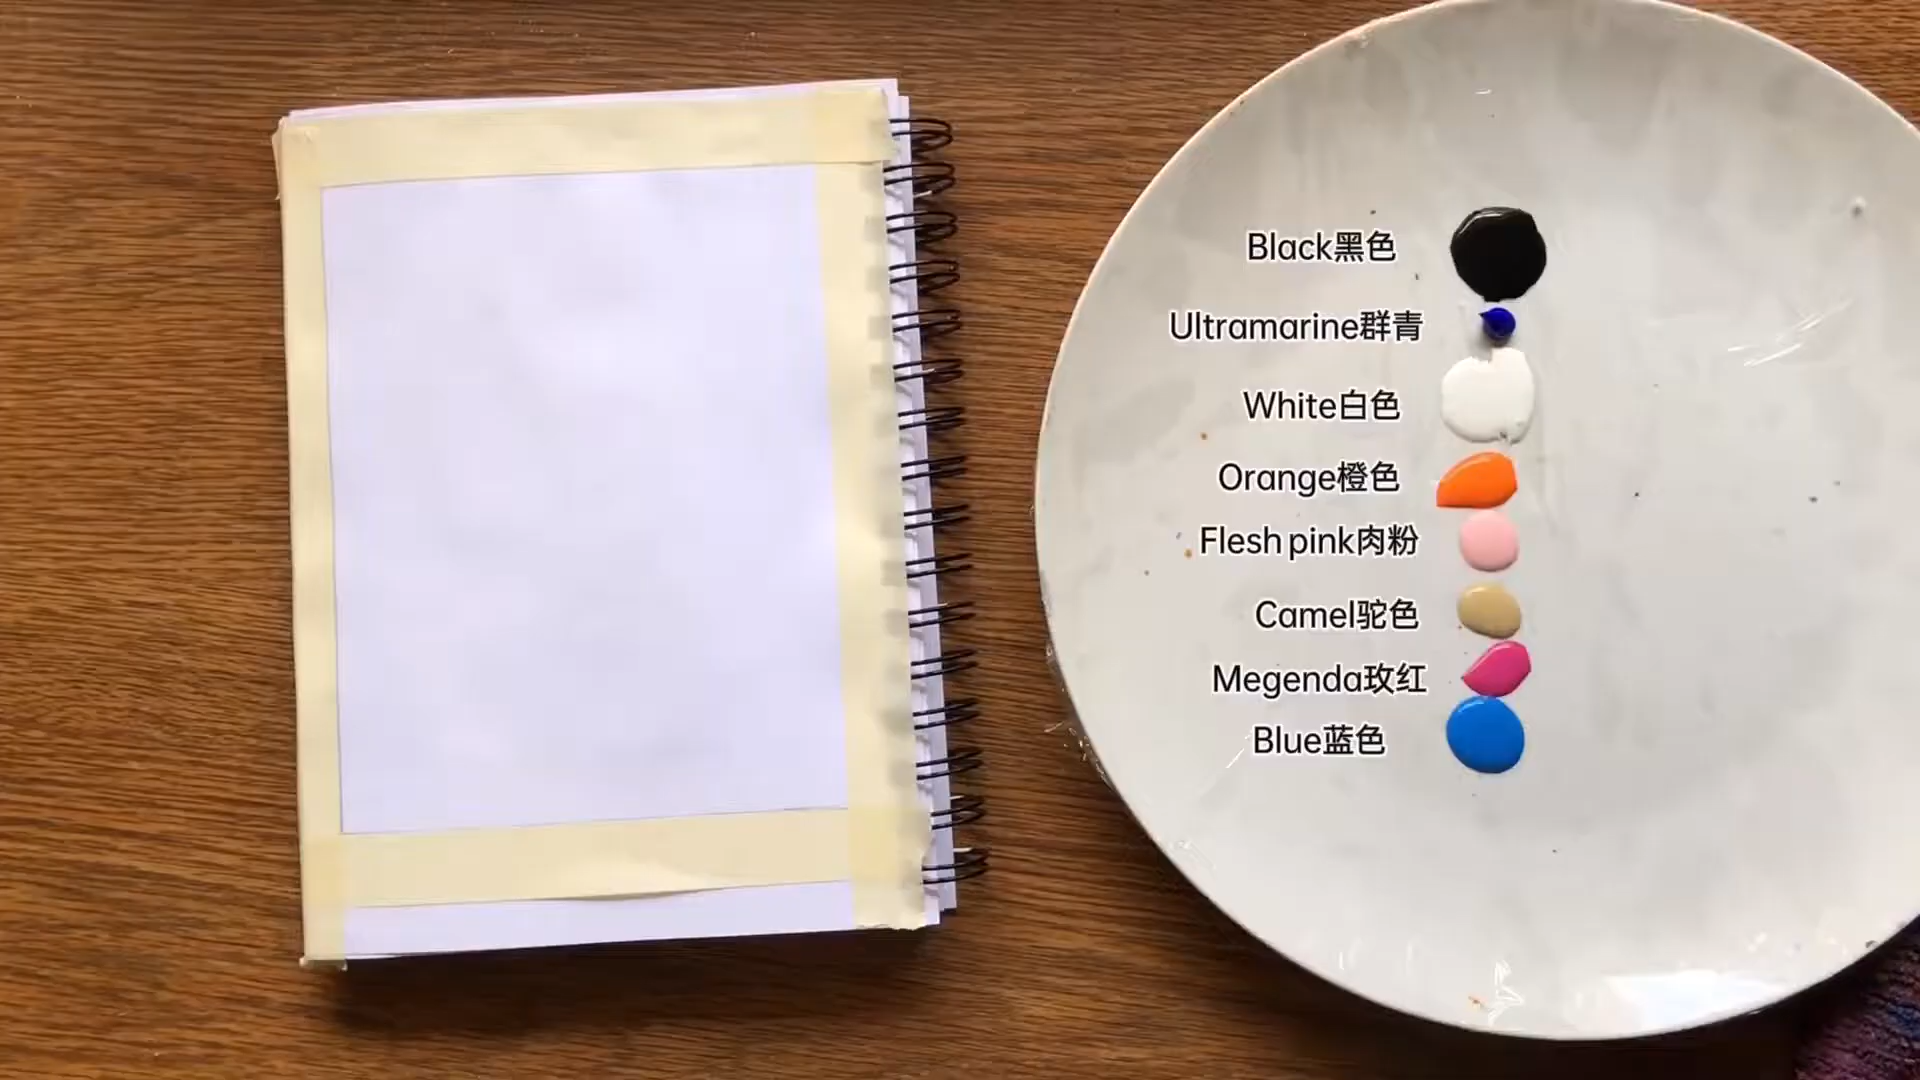 Black黑色
Ultramarine群青
White白色
Orange橙色
Flesh pink肉粉
Camel驼色
Megenda玫红
Blue蓝色